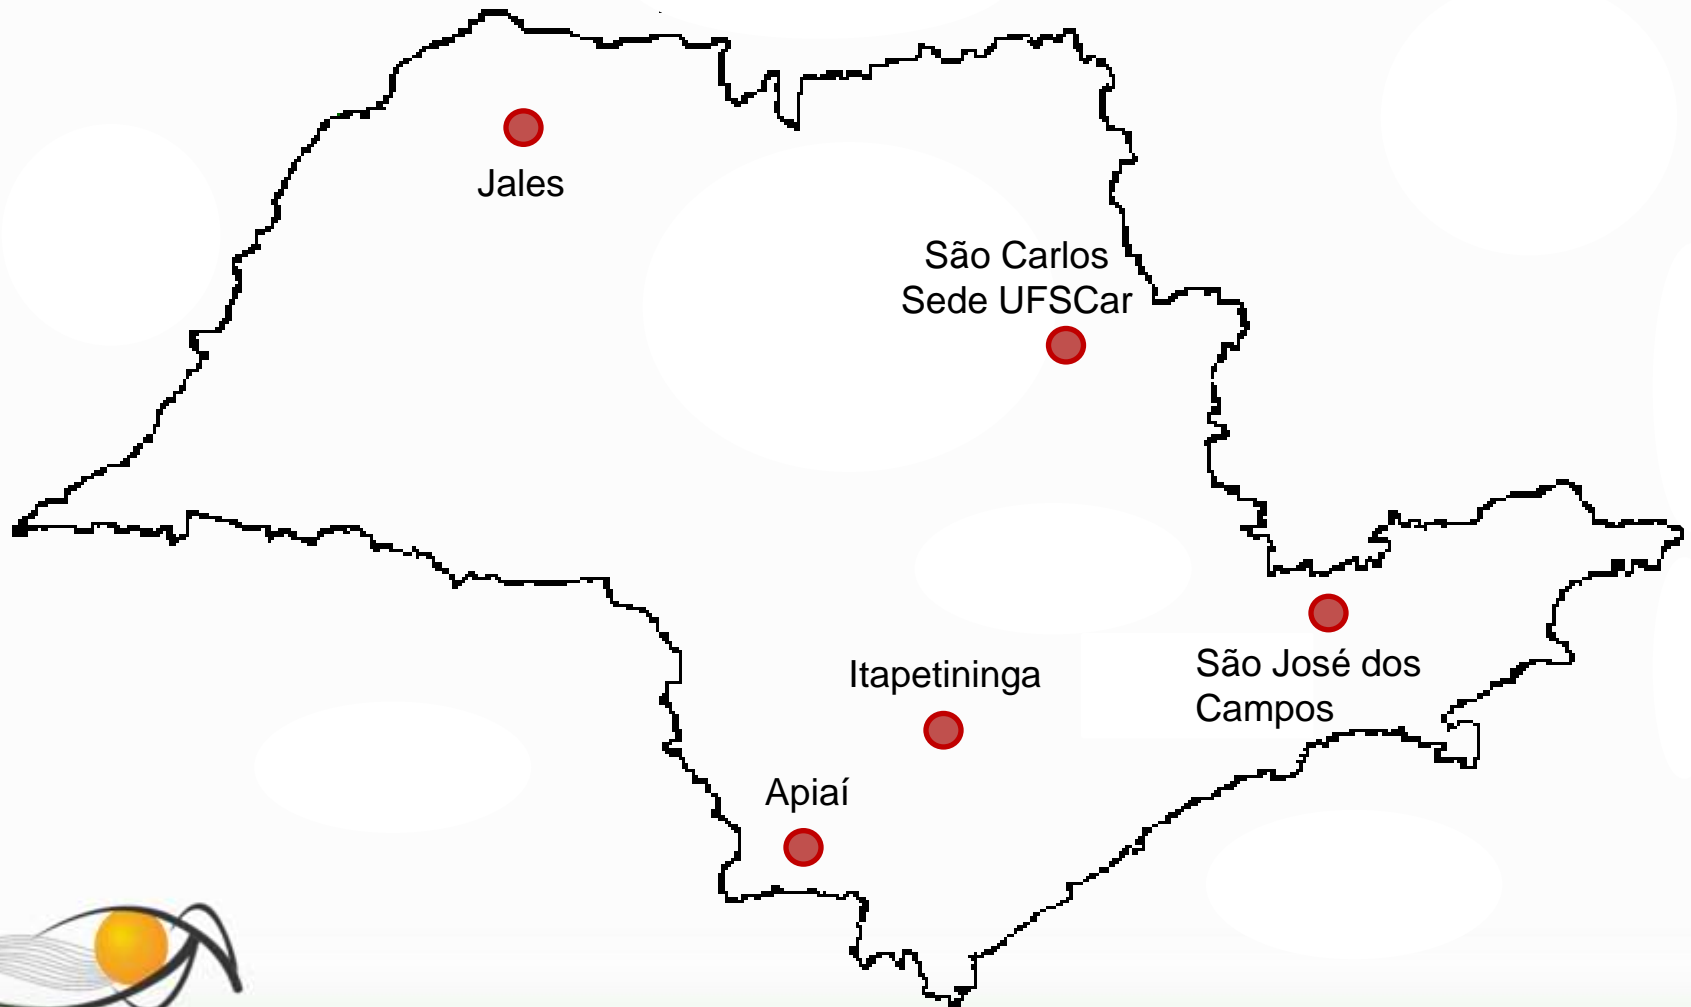 Jales
São Carlos
Sede UFSCar
Itapetininga
São José dos
Campos
Apiaí